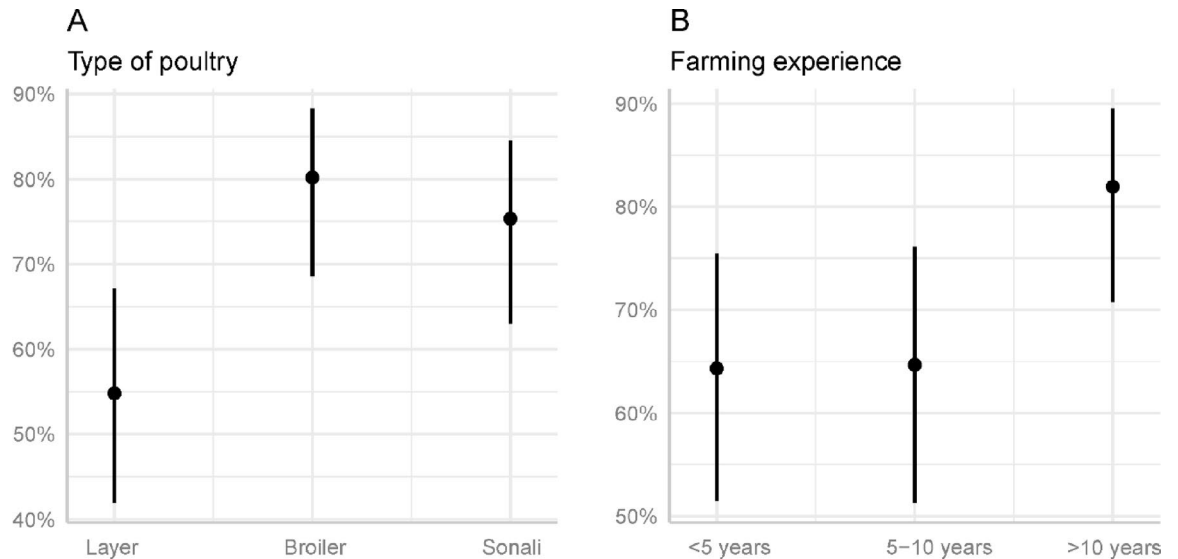 A
Type of poultry
90%
80%
70%
60%
50%
40%
Layer Broiler Sonali
B
Farming experience
90%
80%
70%
60%
50%
<5 years 5–10 years >10 years